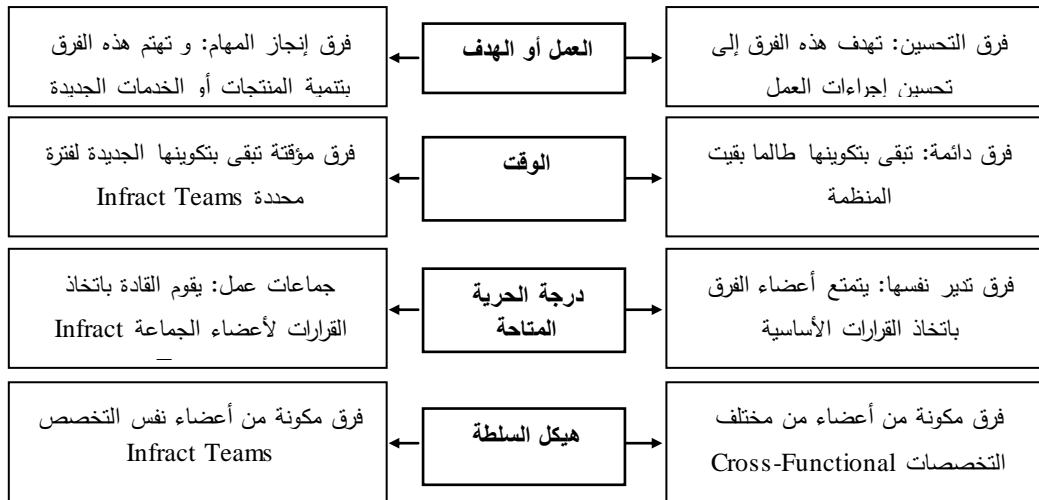 فرق التحسين: تهدف هذه الفرق إلى
تحسين إجراءات العمل
العمل أو الهدف
فرق إنجاز المهام: و تهتم هذه الفرق
بتنمية المنتجات أو الخدمات الجديدة
فرق دائمة: تبقى بتكوينها طالما بقيت
المنظمة
الوقت
فرق مؤقتة تبقى بتكوينها الجديدة لفترة
محددة Infract Teams
فرق تدير نفسها: يتمتع أعضاء الفرق
باتخاذ القرارات الأساسية
درجة الحرية
المتاحة
جماعات عمل: يقوم القادة باتخاذ
القرارات لأعضاء الجماعة Infract
فرق مكونة من أعضاء من مختلف
التخصصات Cross-Functional
هيكل السلطة
فرق مكونة من أعضاء نفس التخصص
Infract Teams